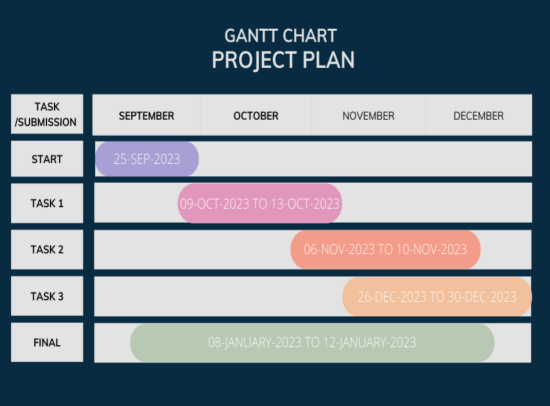 GANTT CHART
PROJECT PLAN
TASK
/SUBMISSION
SEPTEMBER
OCTOBER
NOVEMBER
DECEMBER
START
25-SEP-2023
TASK 1
09-OCT-2023 TO 13-OCT-2023
TASK 2
06-NOV-2023 TO 10-NOV-2023
TASK 3
26-DEC-2023 TO 30-DEC-2023
FINAL
08-JANUARY-2023 TO 12-JANUARY-2023